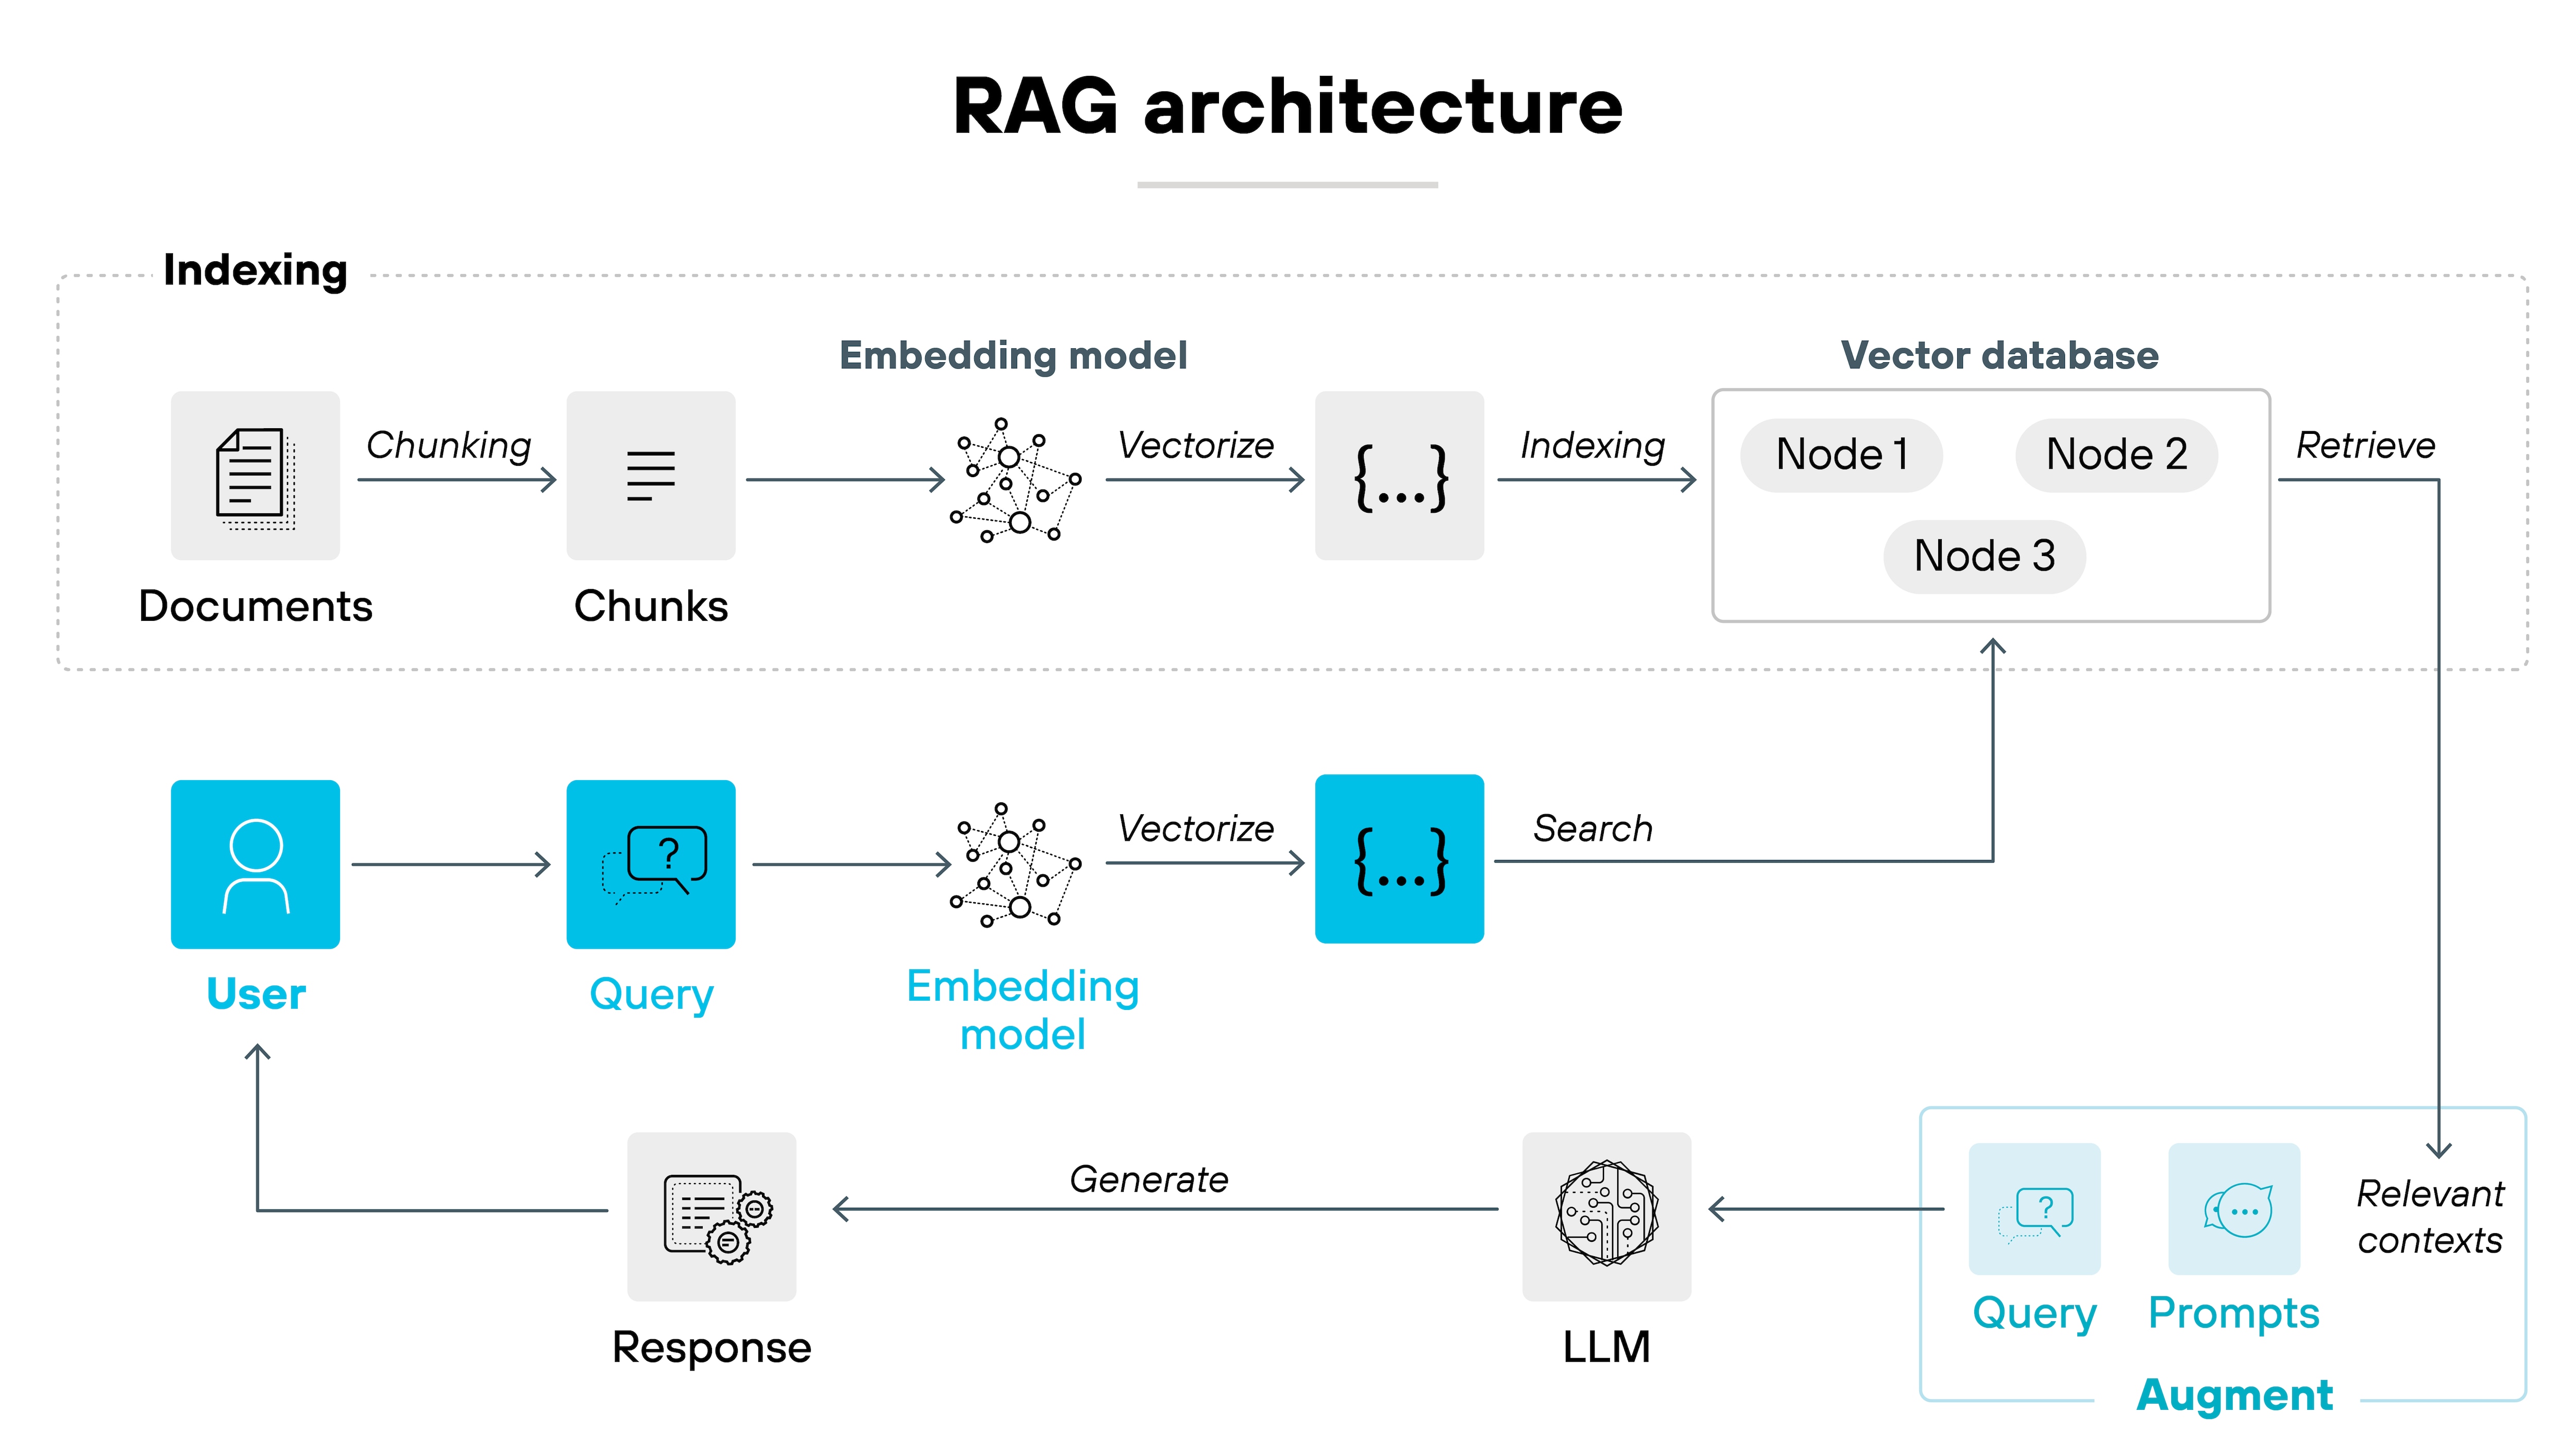 RAG architecture
Indexing
Embedding model
Vector database
Chunking
Vectorize
{...}
Indexing
Node 1
Node 2
Node 3
Retrieve
Documents
Chunks
?
Vectorize
{...}
Search
User
Query
Embedding
model
Generate
?
Relevant
contexts
Query
Prompts
Response
LLM
Augment